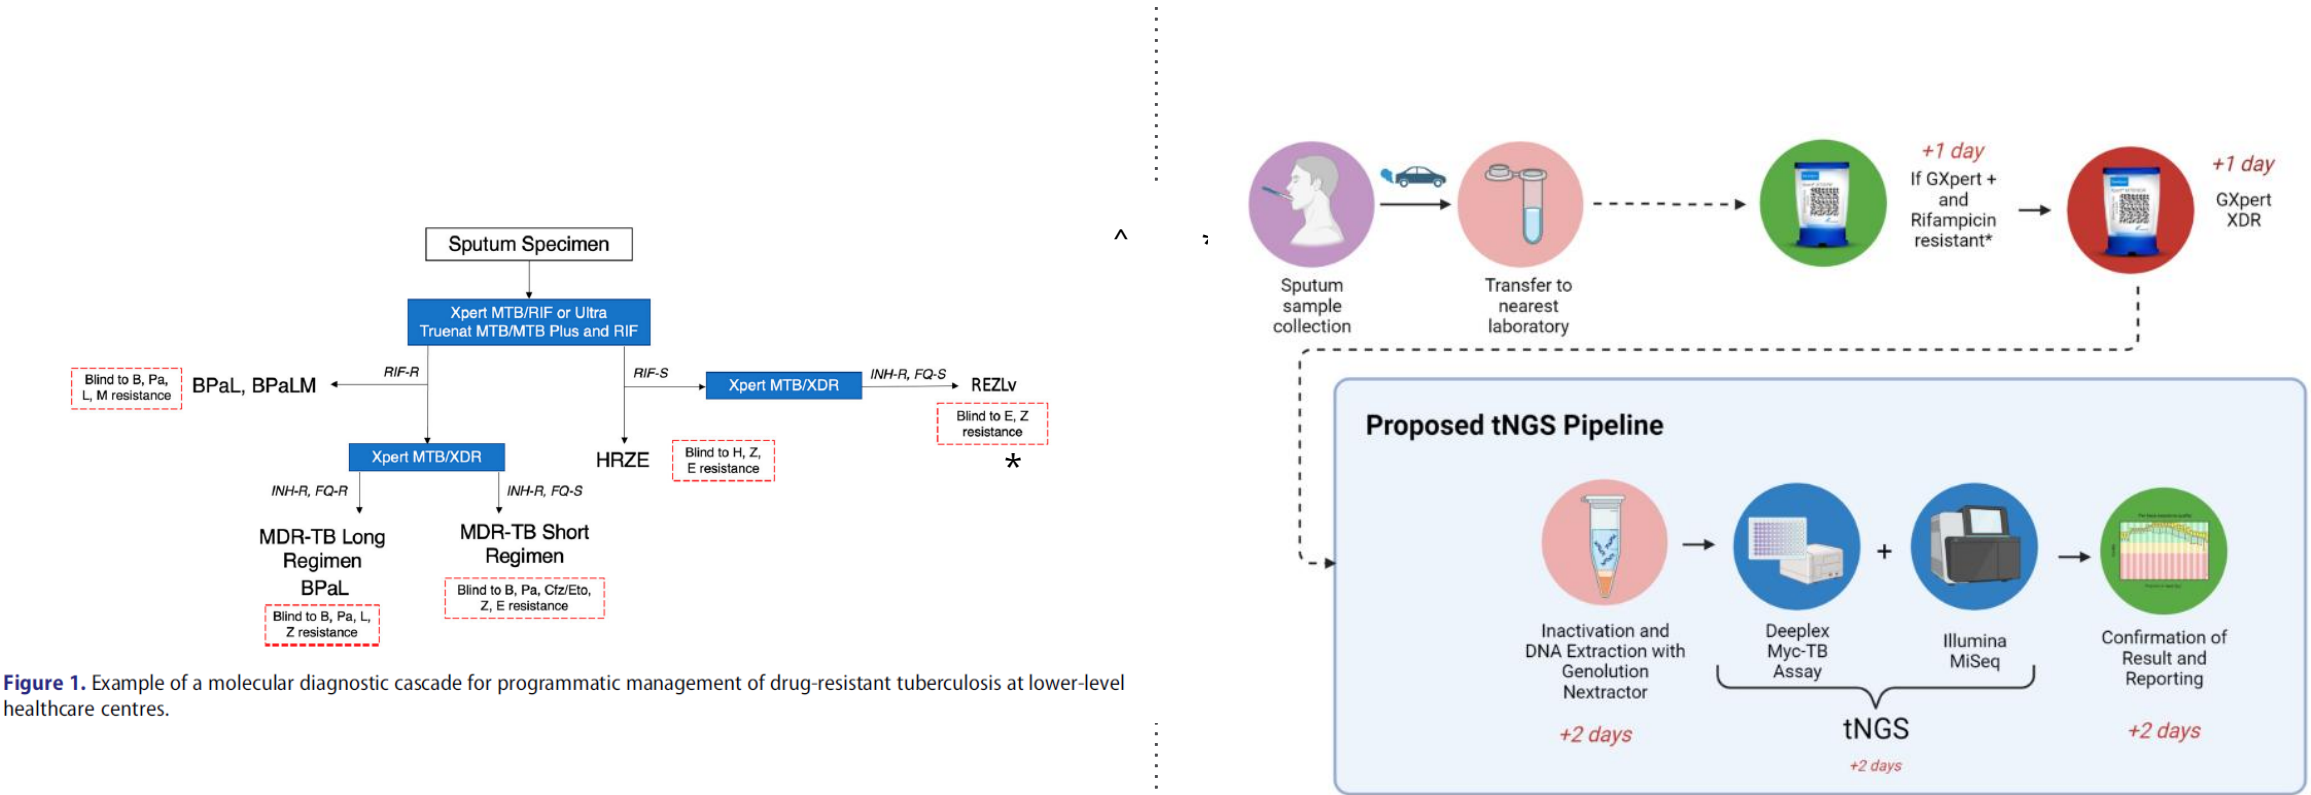 Sputum Specimen
Xpert MTB/RIF or Ultra
Truenat MTB/MTB Plus and RIF
RIF-R
RIF-S
Blind to B, Pa,
L, M resistance
BPaL, BPaLM
Xpert MTB/XDR
INH-R, FQ-S
REZLv
Blind to E, Z
resistance
*
Xpert MTB/XDR
HRZE
Blind to H, Z,
E resistance
INH-R, FQ-R
INH-R, FQ-S
MDR-TB Long
Regimen
BPaL
Blind to B, Pa, L,
Z resistance
MDR-TB Short
Regimen
Blind to B, Pa, Cfz/Eto,
Z, E resistance
Figure 1. Example of a molecular diagnostic cascade for programmatic management of drug-resistant tuberculosis at lower-level
healthcare centres.
^
Sputum
sample
collection
Transfer to
nearest
laboratory
+1 day
If GXpert +
and
Rifampicin
resistant*
+1 day
GXpert
XDR
Proposed tNGS Pipeline
Inactivation and
DNA Extraction with
Genolution
Nextractor
+2 days
Deeplex
Myc-TB
Assay
+
Illumina
MiSeq
tNGS
+2 days
Confirmation of
Result and
Reporting
+2 days